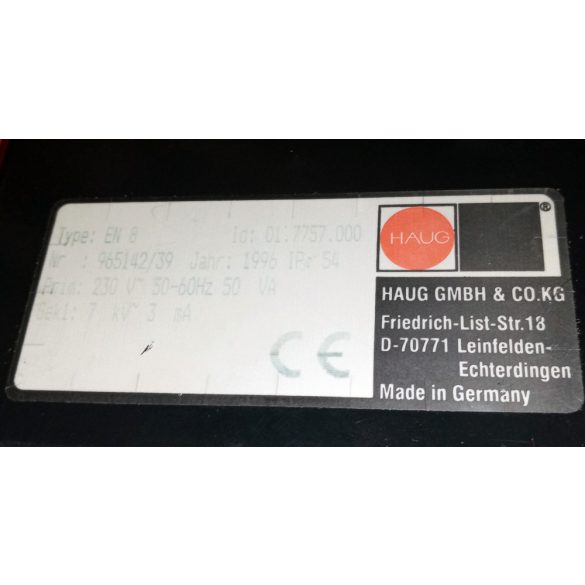 Type: EN 8 Id: 01.7757.000
Nr : 965142/39 Jahr: 1996 IP: 54
Prim: 230 V~ 50-60Hz 50 VA
Sek1: 7 kV~ 3 mA
CE
HAUG
®
HAUG GMBH & CO.KG
Friedrich-List-Str.18
D-70771 Leinfelden-
Echterdingen
Made in Germany